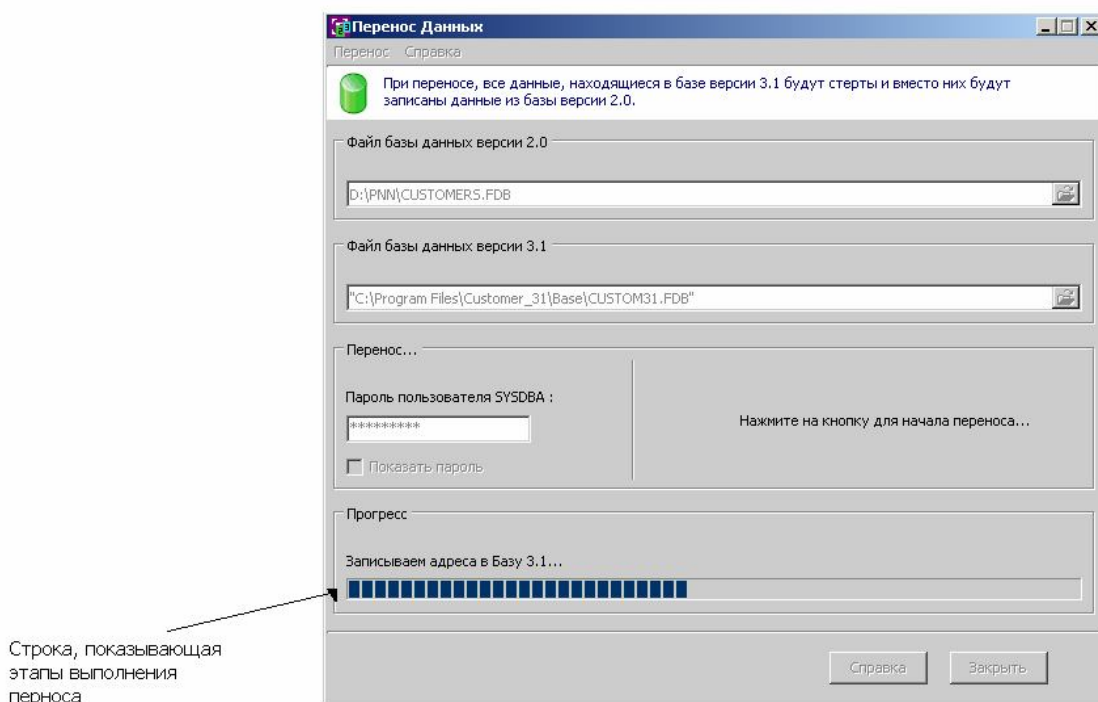 Перенос Данных
Перенос Справка
При переносе, все данные, находящиеся в базе версии 3.1 будут стерты и вместо них будут
записаны данные из базы версии 2.0.
Файл базы данных версии 2.0
D:\PNN\CUSTOMERS.FDB
Файл базы данных версии 3.1
"C:\Program Files\Customer_31\Base\CUSTOM31.FDB"
Перенос...
Пароль пользователя SYSDBA :
*********
Показать пароль
Нажмите на кнопку для начала переноса...
Прогресс
Записываем адреса в Базу 3.1...
Строка, показывающая
этапы выполнения
перноса
Справка Закрыть